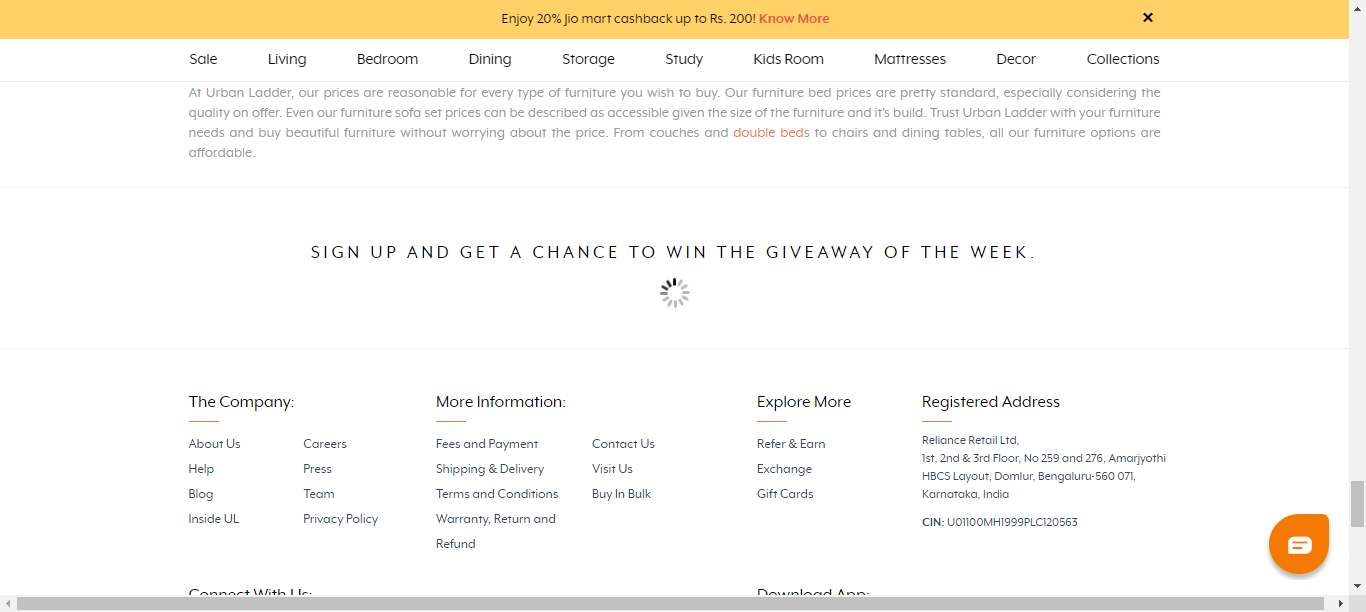 Enjoy 20% Jio mart cashback up to Rs. 200! Know More
Sale Living Bedroom Dining Storage Study Kids Room Mattresses Decor Collections
At Urban Ladder, our prices are reasonable for every type of furniture you wish to buy. Our furniture bed prices are pretty standard, especially considering the
quality on offer. Even our furniture sofa set prices can be described as accessible given the size of the furniture and it's build. Trust Urban Ladder with your furniture
needs and buy beautiful furniture without worrying about the price. From couches and double beds to chairs and dining tables, all our furniture options are
affordable.
SIGN UP AND GET A CHANCE TO WIN THE GIVEAWAY OF THE WEEK.
The Company:
About Us
Help
Blog
Inside UL
Careers
Press
Team
Privacy Policy
More Information:
Fees and Payment
Shipping & Delivery
Terms and Conditions
Warranty, Return and
Refund
Contact Us
Visit Us
Buy In Bulk
Explore More
Refer & Earn
Exchange
Gift Cards
Registered Address
Reliance Retail Ltd,
1st, 2nd & 3rd Floor, No 259 and 276, Amarjyothi
HBCS Layout, Domlur, Bengaluru-560 071,
Karnataka, India
CIN: U01100MH1999PLC120563
Connect With Us:
Download App: